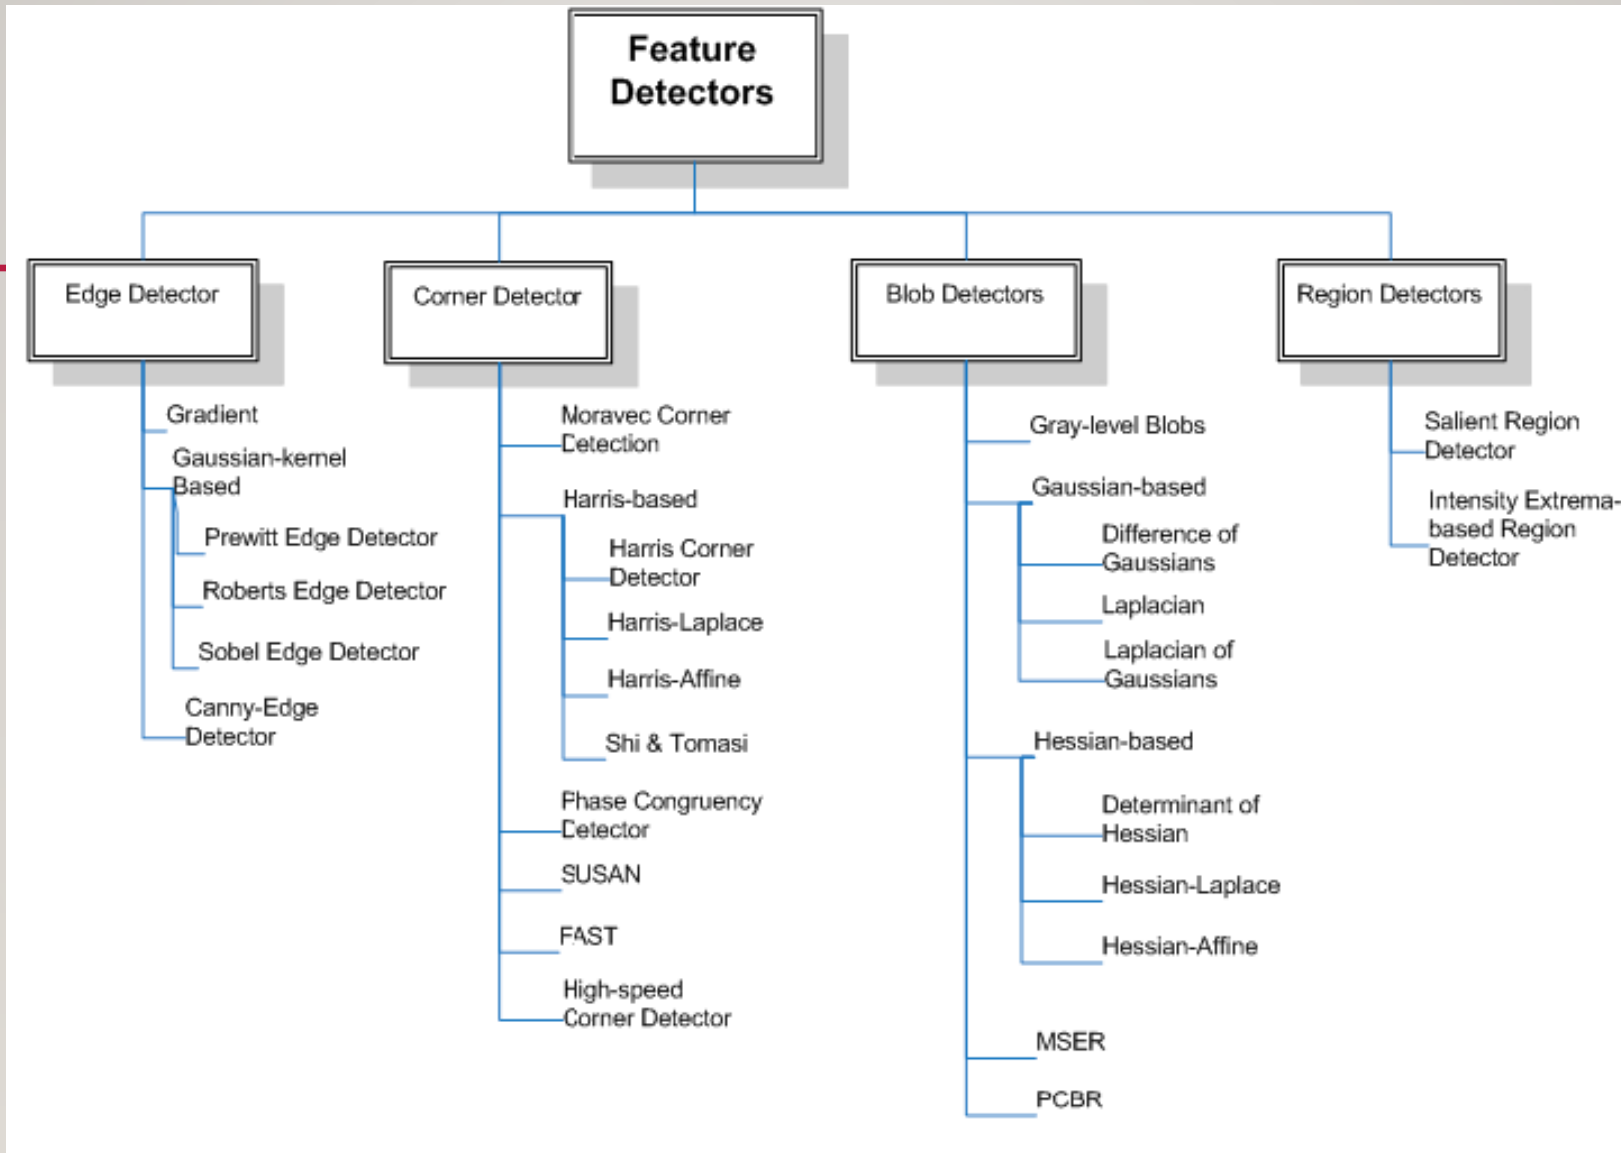 Feature
Detectors
Edge Detector
Gradient
Gaussian-kernel
Based
Prewitt Edge Detector
Roberts Edge Detector
Sobel Edge Detector
Canny-Edge
Detector
Corner Detector
Moravec Corner
Detection
Harris-based
Harris Corner
Detector
Harris-Laplace
Harris-Affine
Shi & Tomasi
Phase Congruency
Detector
SUSAN
FAST
High-speed
Corner Detector
Blob Detectors
Gray-level Blobs
Gaussian-based
Difference of
Gaussians
Laplacian
Laplacian of
Gaussians
Hessian-based
Determinant of
Hessian
Hessian-Laplace
Hessian-Affine
MSER
PCBR
Region Detectors
Salient Region
Detector
Intensity Extrema-
based Region
Detector